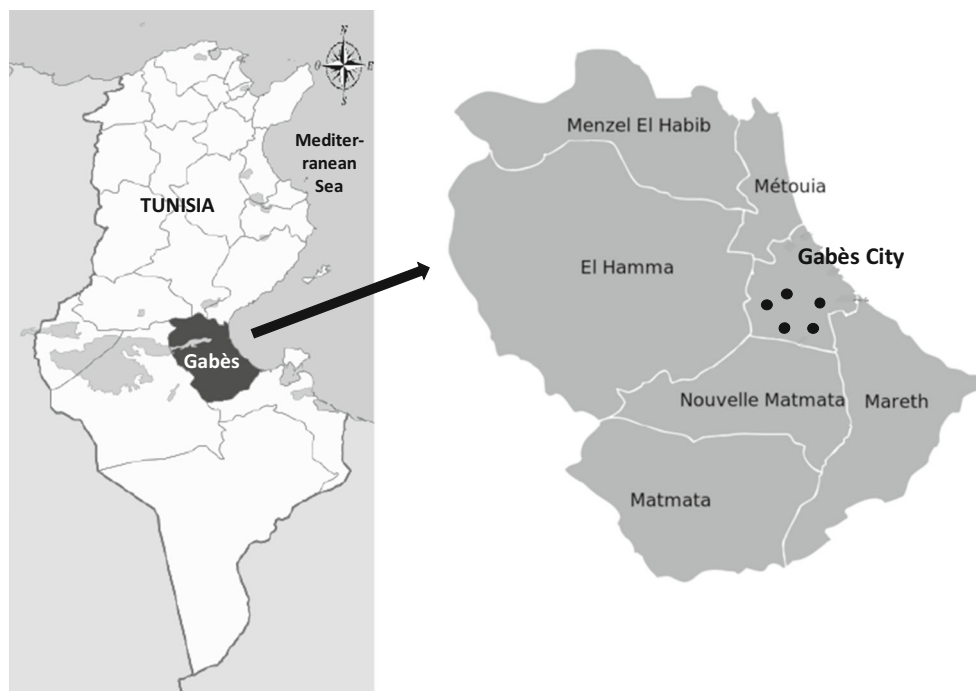 N
O
E
S
Mediter-
ranean
Sea
TUNISIA
Gabès
Menzel El Habib
Métouia
Gabès City
El Hamma
Nouvelle Matmata
Mareth
Matmata